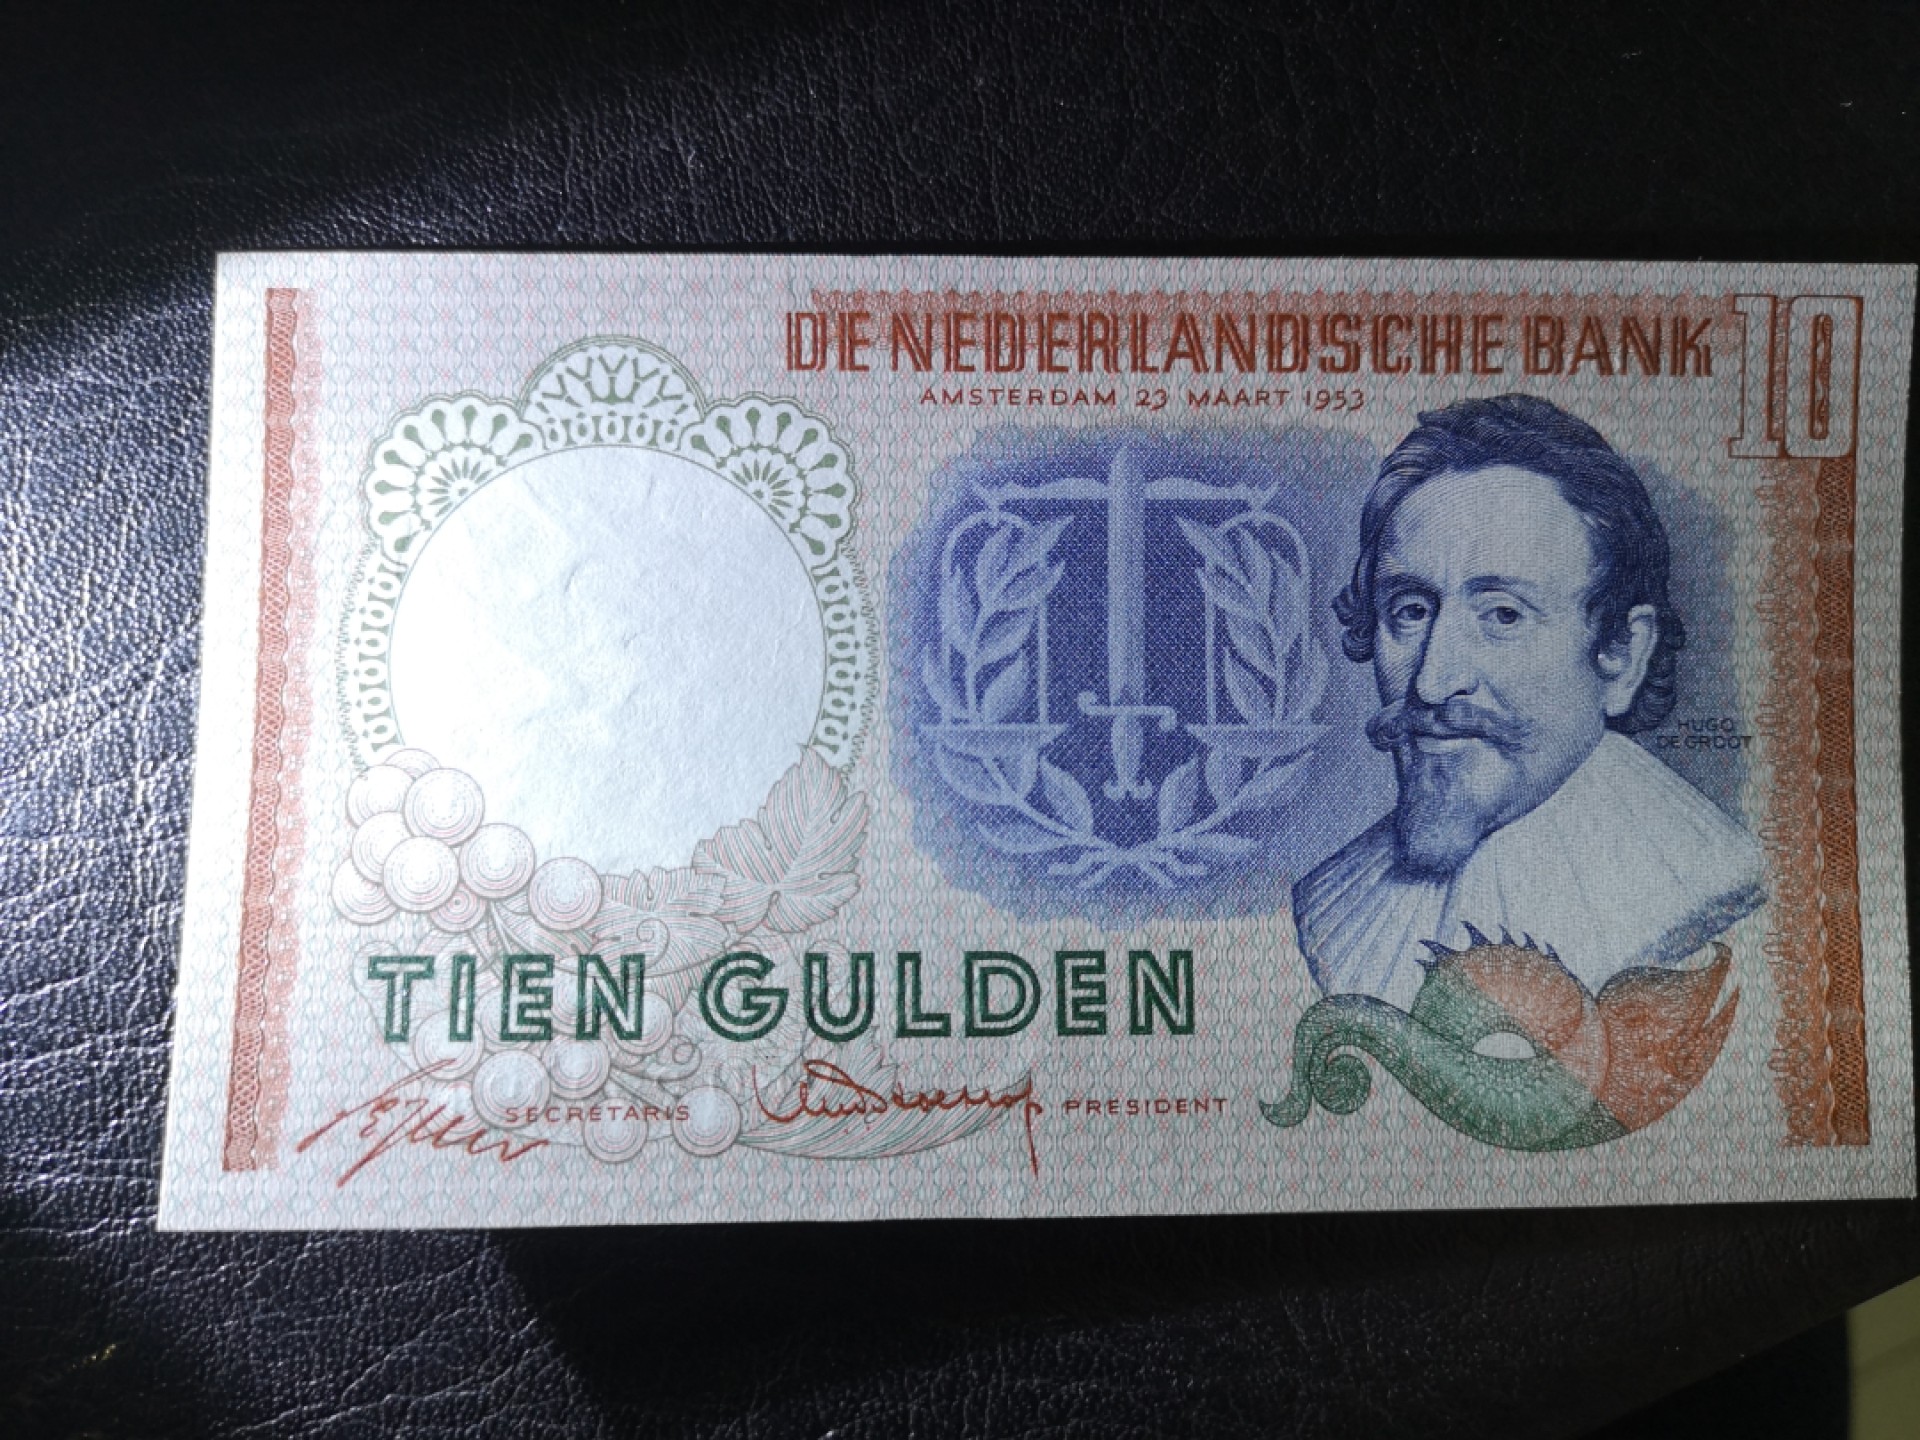 DE NEDERLANDSCHE BANK
10
AMSTERDAM 23 MAART 1953
HUGO
DE GROOT
TIEN GULDEN
SECRETARIS
PRESIDENT